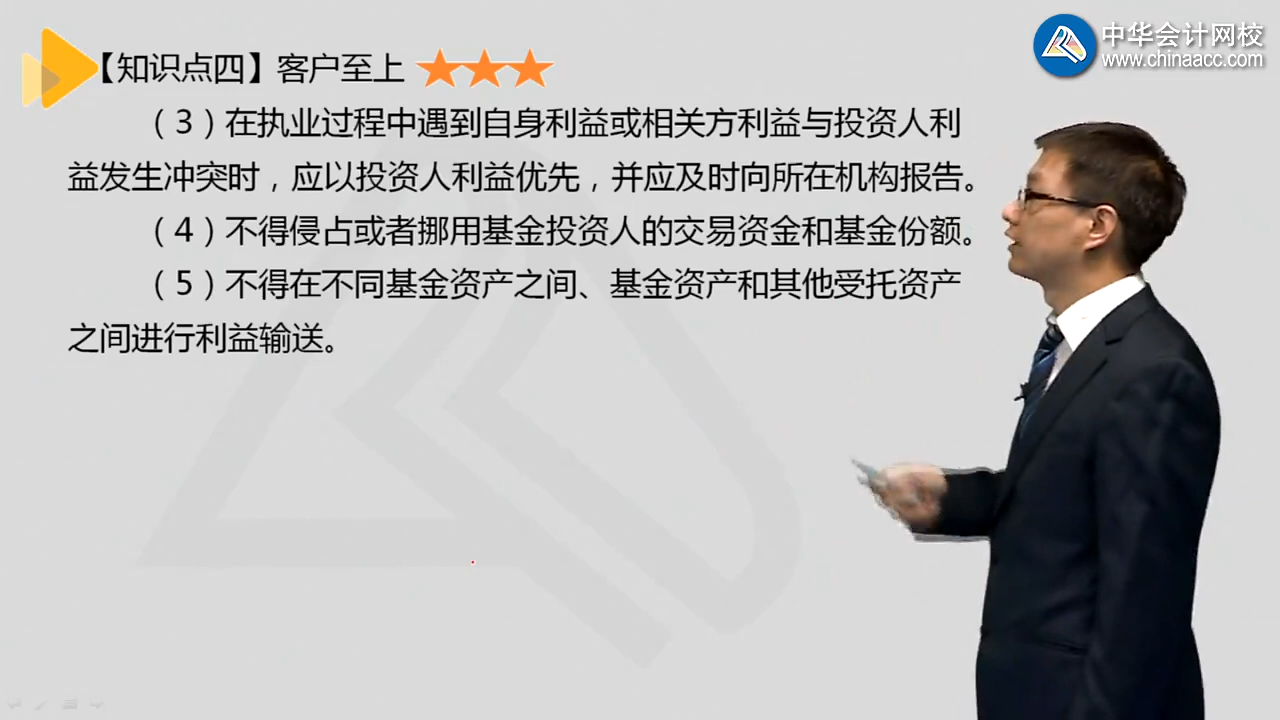 【知识点四】客户至上
中华会计网校
www.chinaacc.com
（3）在执业过程中遇到自身利益或相关方利益与投资人利
益发生冲突时，应以投资人利益优先，并应及时向所在机构报告。
（4）不得侵占或者挪用基金投资人的交易资金和基金份额。
（5）不得在不同基金资产之间、基金资产和其他受托资产
之间进行利益输送。